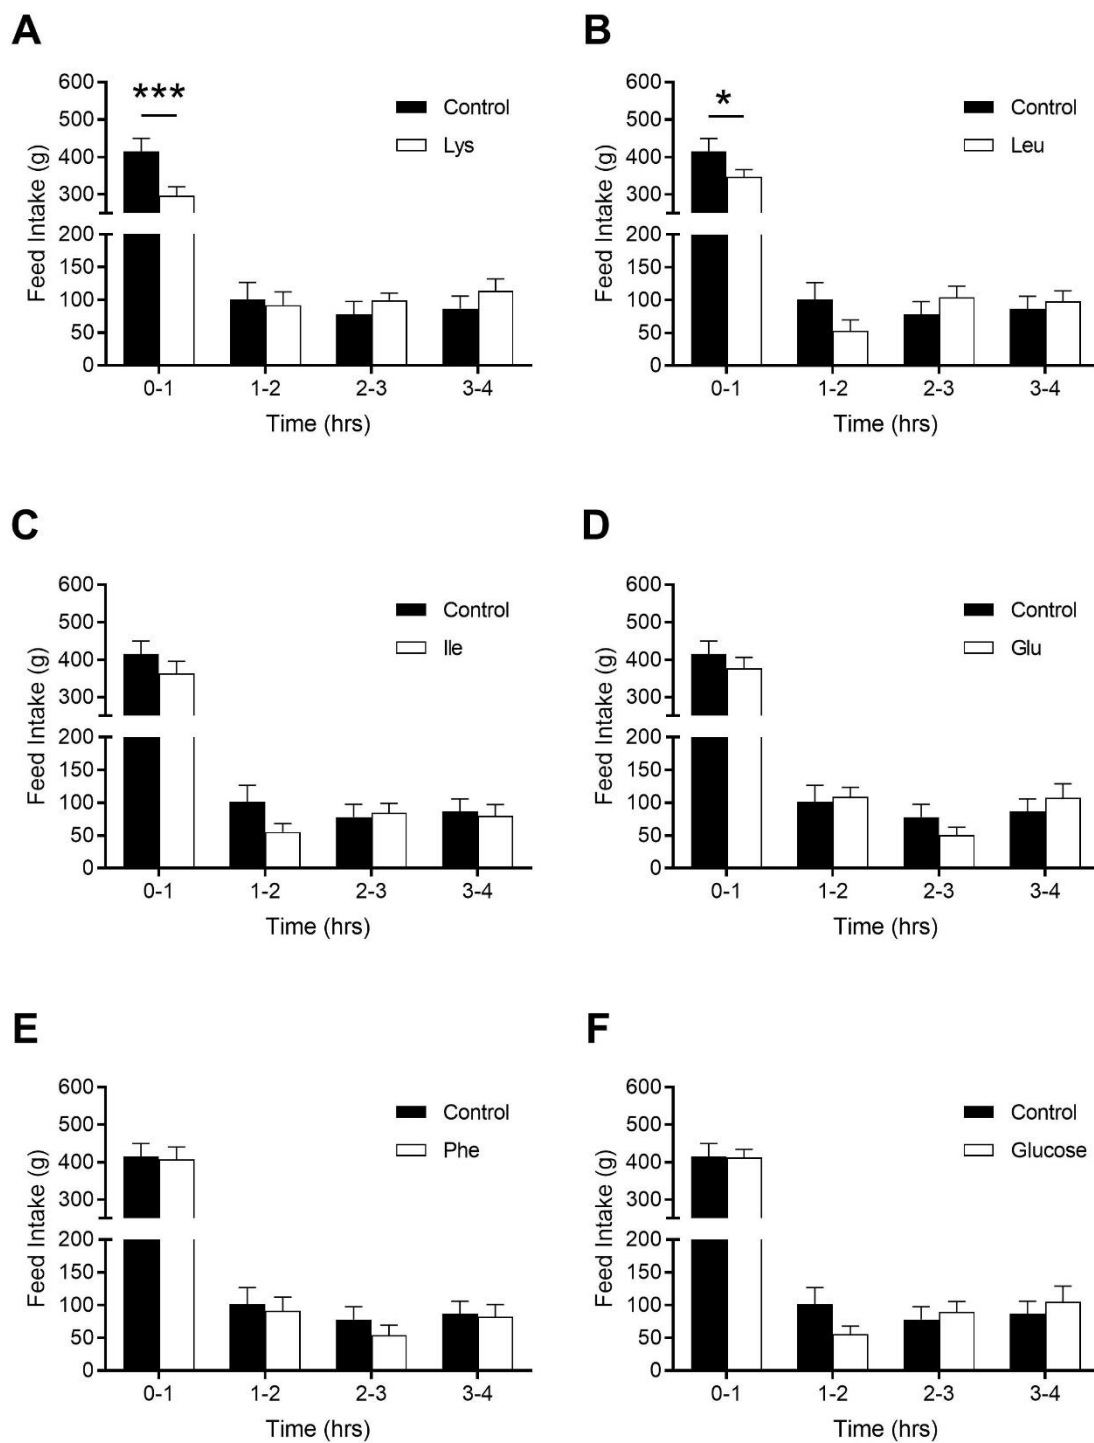 A
***
Control
Lys
Feed Intake (g)
600
500
400
300
200
150
100
50
0
0-1
1-2
2-3
3-4
Time (hrs)
B
*
Control
Leu
Feed Intake (g)
600
500
400
300
200
150
100
50
0
0-1
1-2
2-3
3-4
Time (hrs)
C
Control
Ile
Feed Intake (g)
600
500
400
300
200
150
100
50
0
0-1
1-2
2-3
3-4
Time (hrs)
D
Control
Glu
Feed Intake (g)
600
500
400
300
200
150
100
50
0
0-1
1-2
2-3
3-4
Time (hrs)
E
Control
Phe
Feed Intake (g)
600
500
400
300
200
150
100
50
0
0-1
1-2
2-3
3-4
Time (hrs)
F
Control
Glucose
Feed Intake (g)
600
500
400
300
200
150
100
50
0
0-1
1-2
2-3
3-4
Time (hrs)